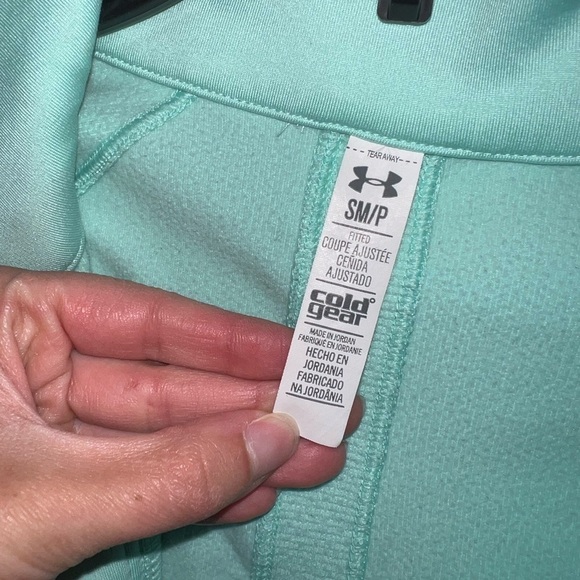 TEAR AWAY
SM/P
FITTED
COUPE AJUSTÉE
CEÑIDA
AJUSTADO
cold
gear
MADE IN JORDAN
FABRIQUÉ EN JORDANIE
HECHO EN
JORDANIA
FABRICADO
NA JORDÂNIA